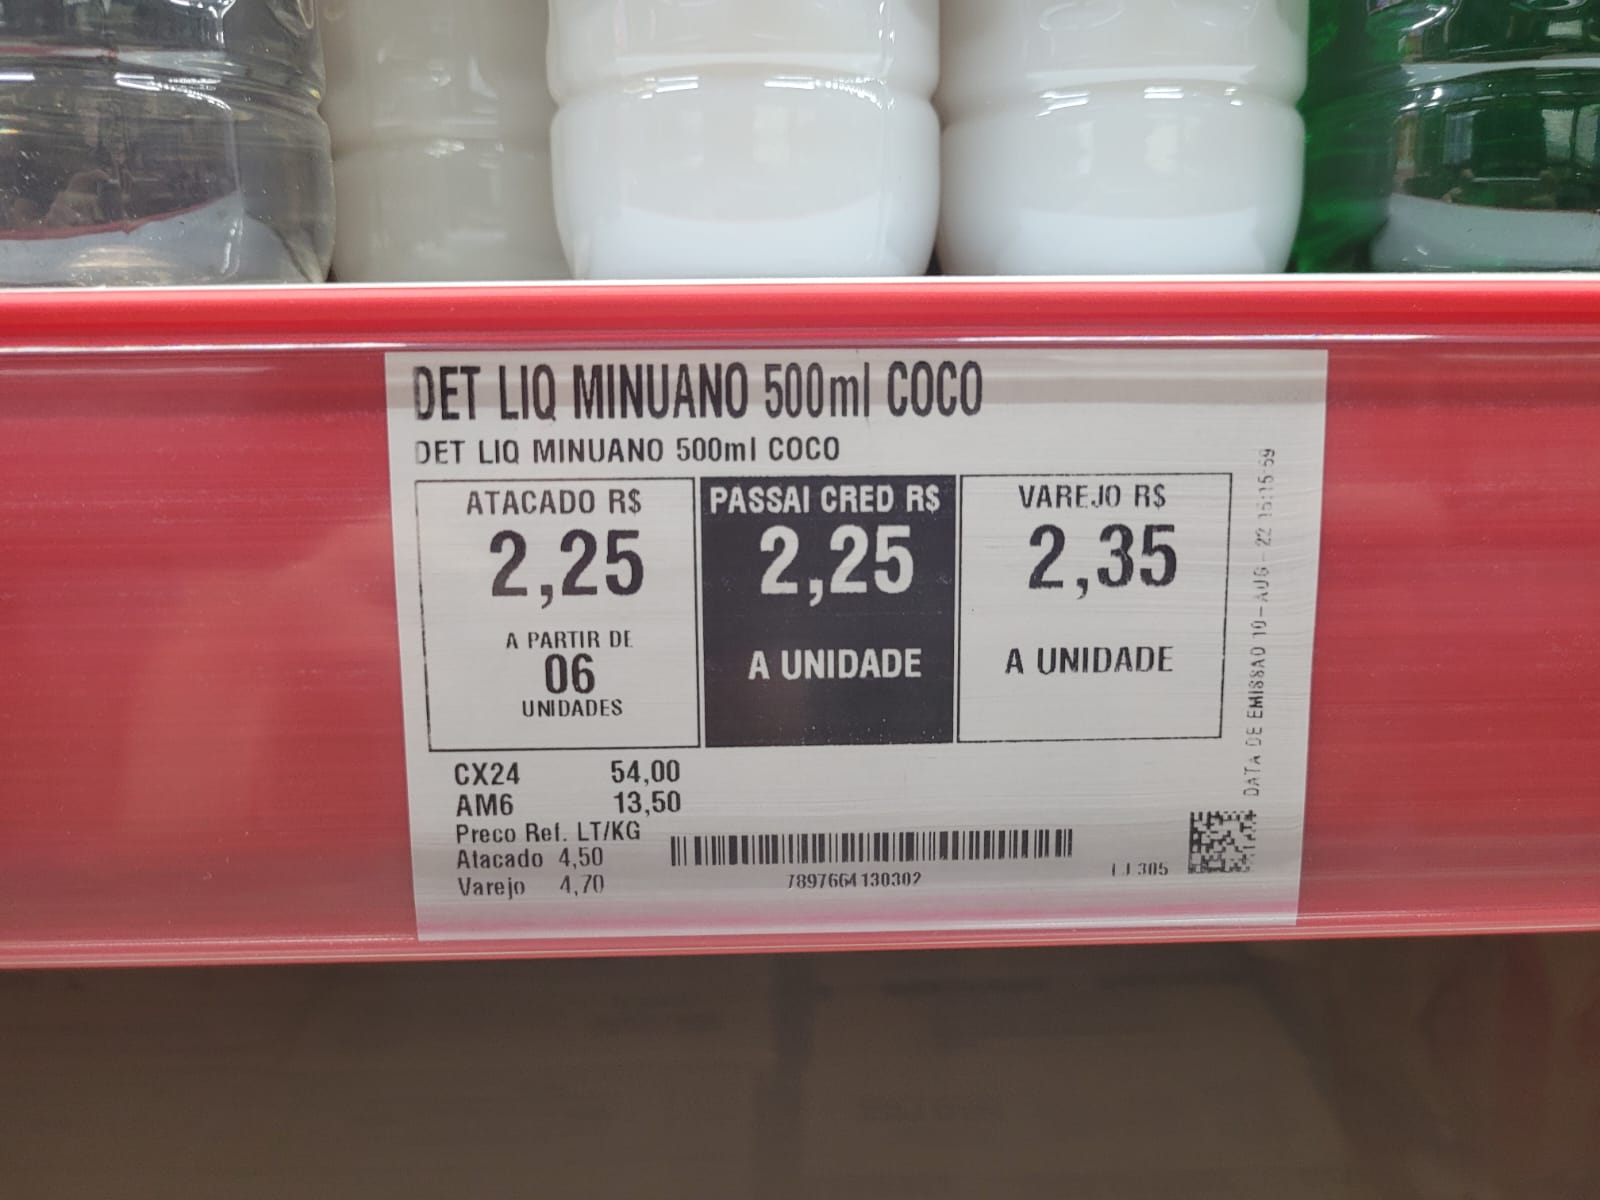 DET LIQ MINUANO 500ml COCO
DET LIQ MINUANO 500ml COCO
ATACADO R$
2,25
A PARTIR DE
06
UNIDADES
PASSAI CRED R$
2,25
A UNIDADE
VAREJO R$
2,35
A UNIDADE
CX24 54,00
AM6 13,50
Preco Ref. LT/KG
Atacado 4,50
Varejo 4,70
7897664130302
LJ 305
DATA DE EMISSAO 10-AUG-22 15:15:59